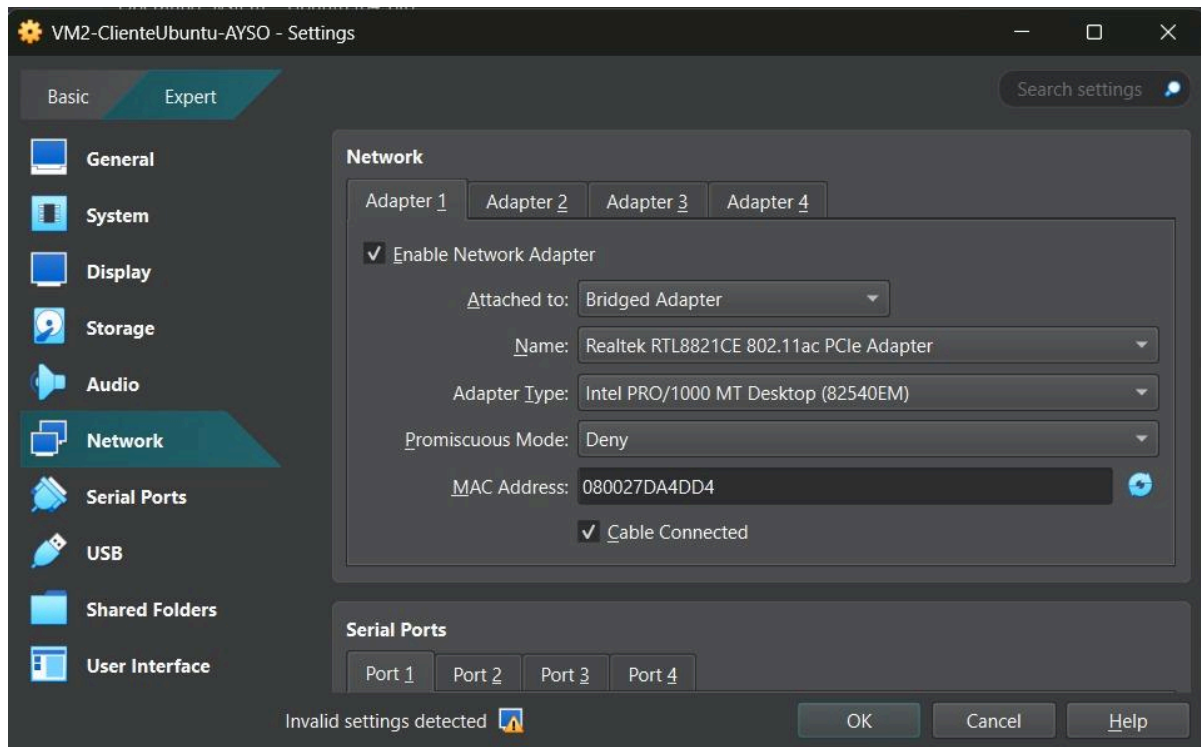 VM2-ClienteUbuntu-AYSO - Settings
Basic
Expert
Search settings
General
System
Display
Storage
Audio
Network
Serial Ports
USB
Shared Folders
User Interface
Network
Adapter 1
Adapter 2
Adapter 3
Adapter 4
Enable Network Adapter
Attached to: Bridged Adapter
Name: Realtek RTL8821CE 802.11ac PCIe Adapter
Adapter Type: Intel PRO/1000 MT Desktop (82540EM)
Promiscuous Mode: Deny
MAC Address: 080027DA4DD4
Cable Connected
Serial Ports
Port 1
Port 2
Port 3
Port 4
Invalid settings detected
OK
Cancel
Help